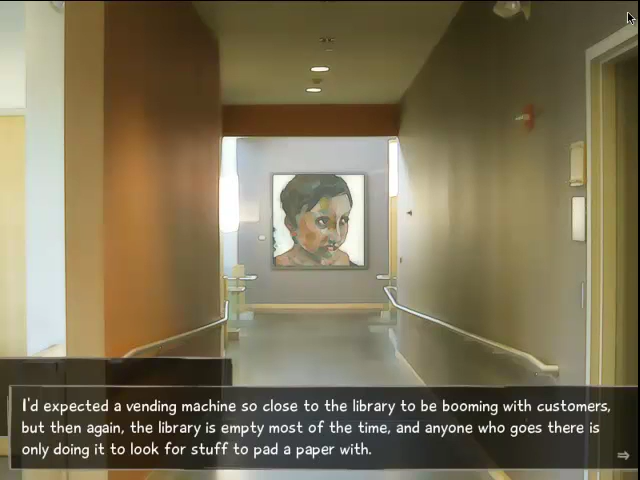 I'd expected a vending machine so close to the library to be booming with customers,
but then again, the library is empty most of the time, and anyone who goes there is
only doing it to look for stuff to pad a paper with.